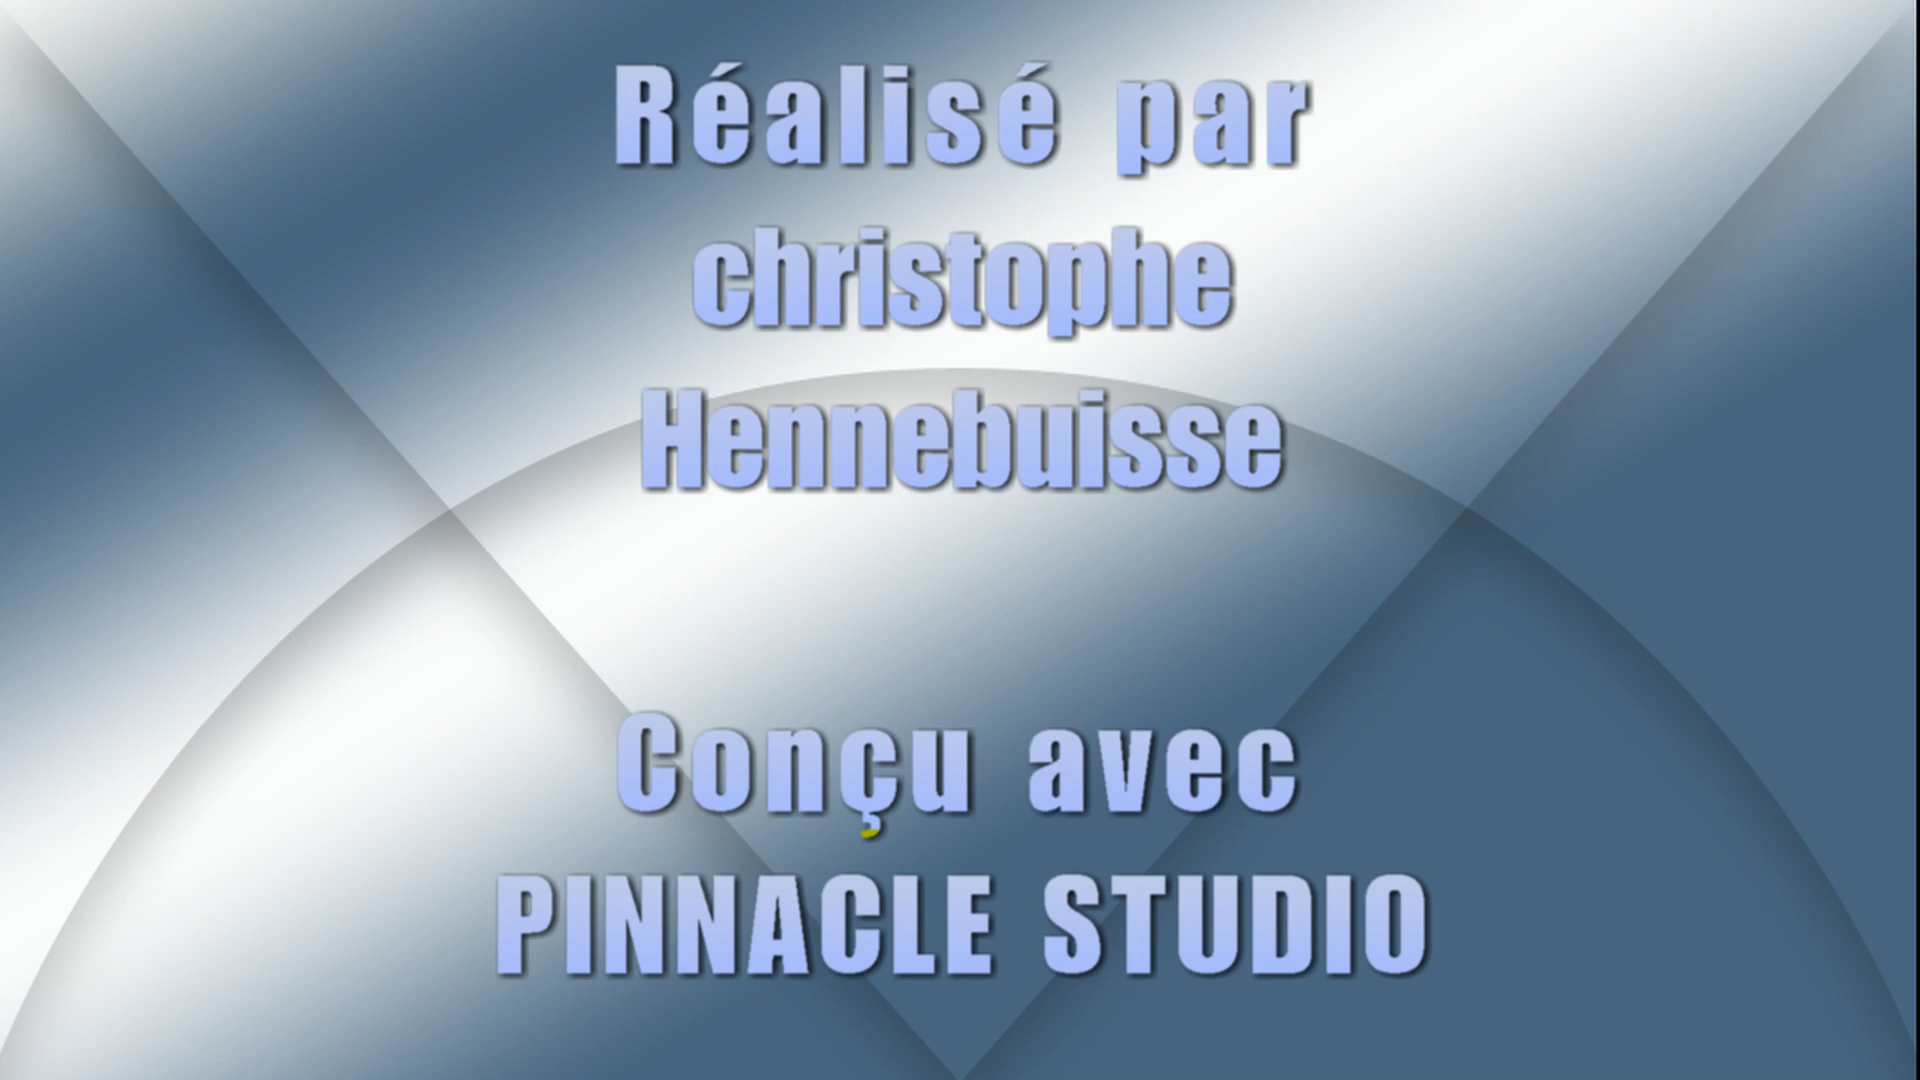 Réalisé par
christophe
Hennebuisse
Conçu avec
PINNACLE STUDIO